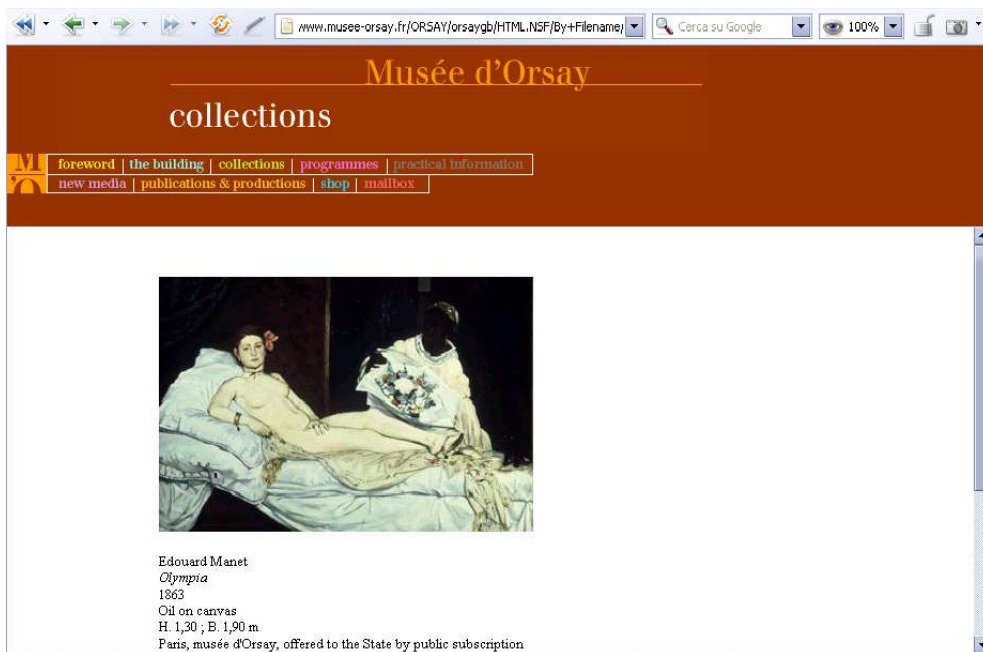 www.musee-orsay.fr/ORSAY/orsaygb/HTML.NSF/By+Filename/
Cerca su Google
100%
Musée d'Orsay
collections
M'O
foreword | the building | collections | programmes | practical information
new media | publications & productions | shop | mailbox
Edouard Manet
Olympia
1863
Oil on canvas
H. 1,30 ; B. 1,90 m
Paris, musée d'Orsay, offered to the State by public subscription